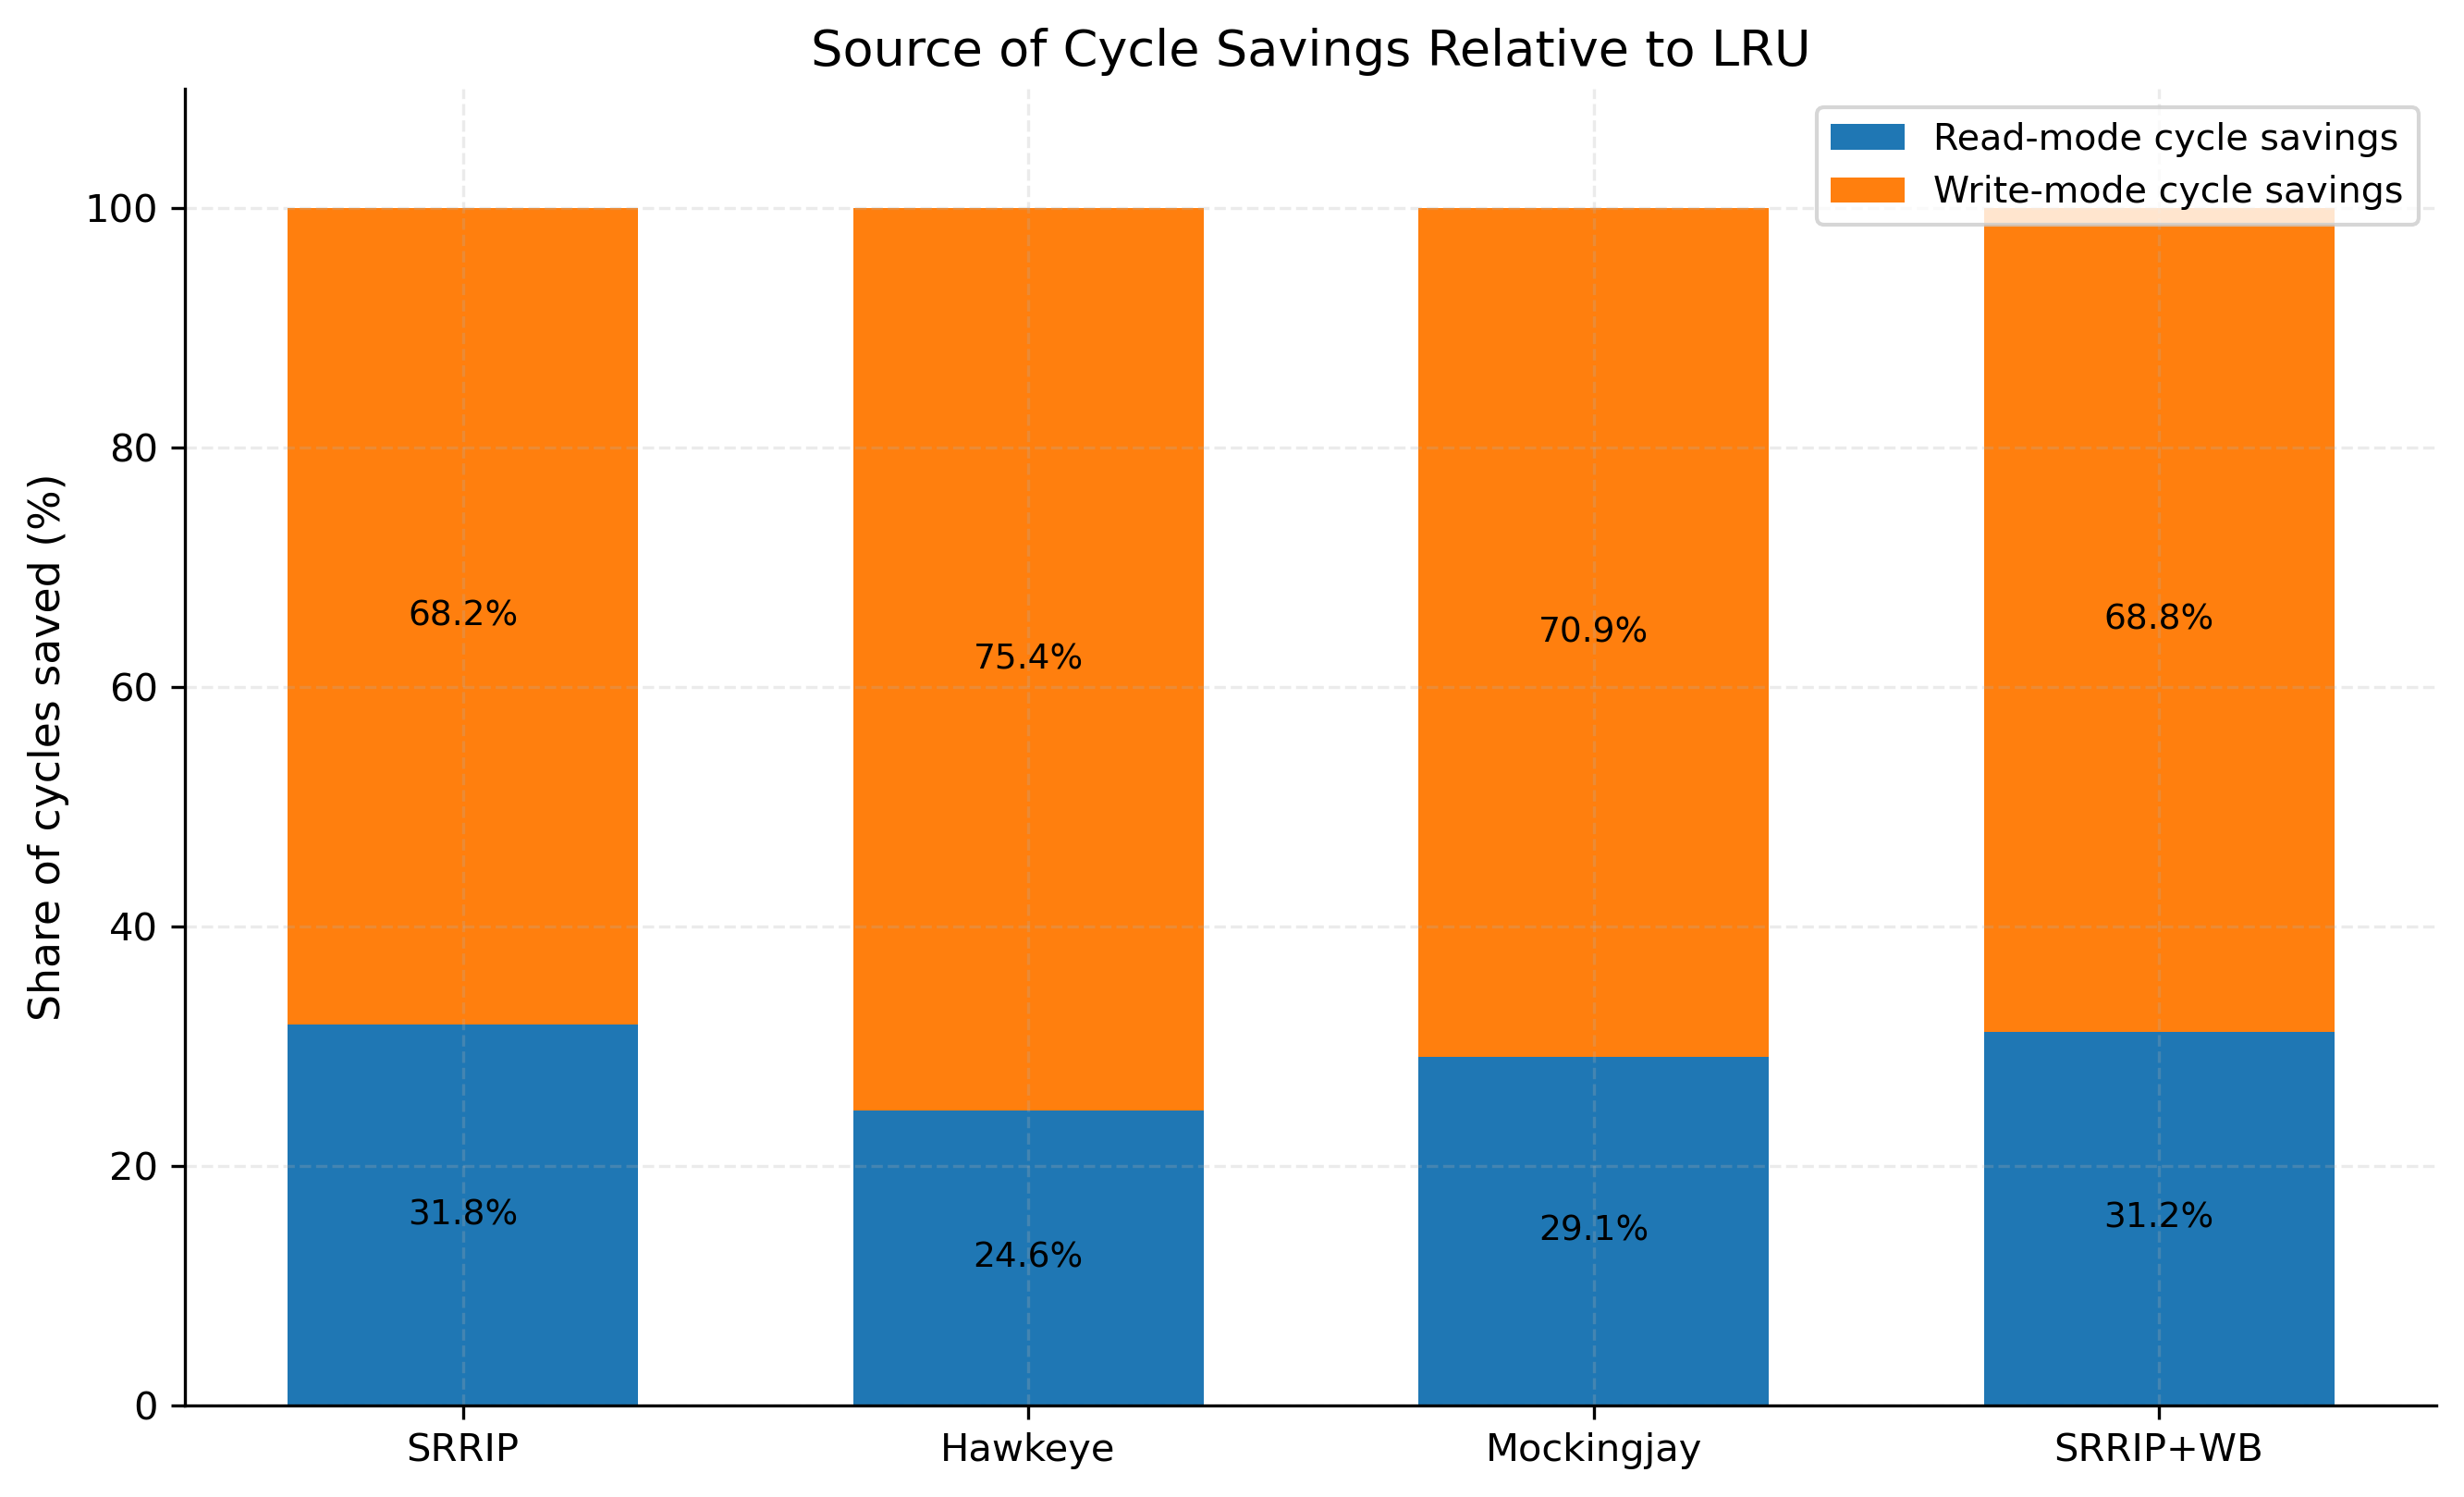 Source of Cycle Savings Relative to LRU
Read-mode cycle savings
Write-mode cycle savings
Share of cycles saved (%)
100
80
60
40
20
0
68.2%
75.4%
70.9%
68.8%
31.8%
24.6%
29.1%
31.2%
SRRIP
Hawkeye
Mockingjay
SRRIP+WB